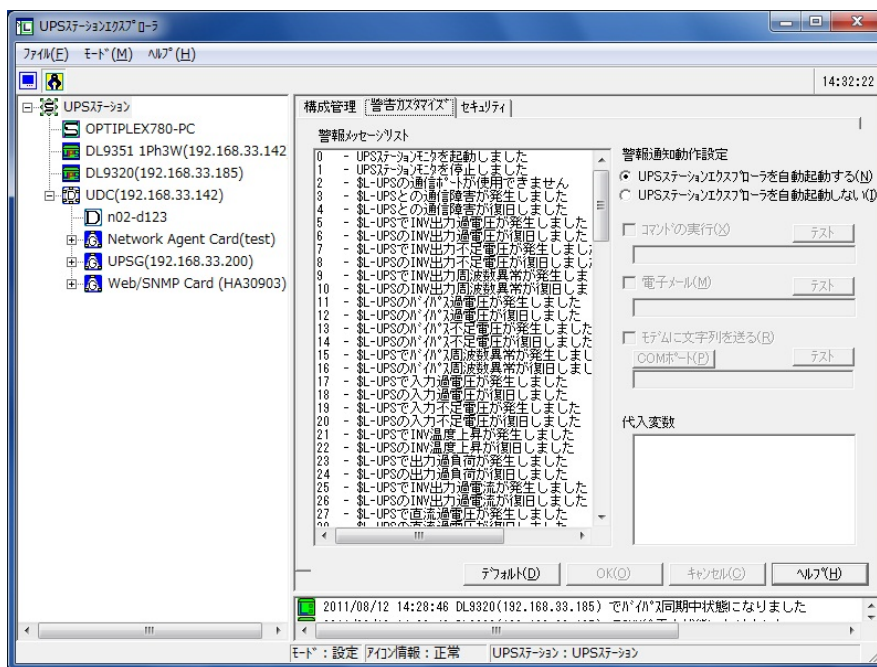 UPSｽﾃｰｼｮﾝｴｸｽﾌﾟﾛｰﾗ
ﾌｧｲﾙ(F) ﾓｰﾄﾞ(M) ﾍﾙﾌﾟ(H)
14:32:22
UPSｽﾃｰｼｮﾝ
OPTIPLEX780-PC
DL9351 1Ph3W(192.168.33.142
DL9320(192.168.33.185)
UDC(192.168.33.142)
n02-d123
Network Agent Card(test)
UPSG(192.168.33.200)
Web/SNMP Card (HA30903)
構成管理 警告ｶｽﾀﾏｲｽﾞ ｾｷｭﾘﾃｨ
警報ﾒｯｾｰｼﾞﾘｽﾄ
0 - UPSｽﾃｰｼｮﾝﾓﾆﾀを起動しました
1 - UPSｽﾃｰｼｮﾝﾓﾆﾀを停止しました
2 - $L-UPSの通信ﾎﾟｰﾄが使用できません
3 - $L-UPSとの通信障害が発生しました
4 - $L-UPSとの通信障害が復旧しました
5 - $L-UPSでINV出力過電圧が発生しました
6 - $L-UPSのINV出力過電圧が復旧しました
7 - $L-UPSでINV出力不足電圧が発生しまし
8 - $L-UPSのINV出力不足電圧が復旧しまし
9 - $L-UPSでINV出力周波数異常が発生しま
10 - $L-UPSのINV出力周波数異常が復旧しま
11 - $L-UPSのﾊﾞｲﾊﾟｽ過電圧が発生しました
12 - $L-UPSのﾊﾞｲﾊﾟｽ過電圧が復旧しました
13 - $L-UPSのﾊﾞｲﾊﾟｽ不足電圧が発生しました
14 - $L-UPSのﾊﾞｲﾊﾟｽ不足電圧が復旧しました
15 - $L-UPSでﾊﾞｲﾊﾟｽ周波数異常が発生しまし
16 - $L-UPSのﾊﾞｲﾊﾟｽ周波数異常が復旧しまし
17 - $L-UPSで入力過電圧が発生しました
18 - $L-UPSの入力過電圧が復旧しました
19 - $L-UPSで入力不足電圧が発生しました
20 - $L-UPSの入力不足電圧が復旧しました
21 - $L-UPSでINV温度上昇が発生しました
22 - $L-UPSのINV温度上昇が復旧しました
23 - $L-UPSで出力過負荷が発生しました
24 - $L-UPSの出力過負荷が復旧しました
25 - $L-UPSでINV出力過電流が発生しました
26 - $L-UPSのINV出力過電流が復旧しました
27 - $L-UPSで直流過電圧が発生しました
28 - $L-UPSの直流過電圧が復旧しました
警報通知動作設定
UPSｽﾃｰｼｮﾝｴｸｽﾌﾟﾛｰﾗを自動起動する(N)
UPSｽﾃｰｼｮﾝｴｸｽﾌﾟﾛｰﾗを自動起動しない(I)
ｺﾏﾝﾄﾞの実行(X) ﾃｽﾄ
電子ﾒｰﾙ(M) ﾃｽﾄ
ﾓﾃﾞﾑに文字列を送る(R)
COMﾎﾟｰﾄ(P) ﾃｽﾄ
代入変数
ﾃﾞﾌｫﾙﾄ(D) OK(O) ｷｬﾝｾﾙ(C) ﾍﾙﾌﾟ(H)
2011/08/12 14:28:46 DL9320(192.168.33.185) でﾊﾞｲﾊﾟｽ同期中状態になりました
ﾓｰﾄﾞ : 設定 ｱｲｺﾝ情報 : 正常 UPSｽﾃｰｼｮﾝ : UPSｽﾃｰｼｮﾝ